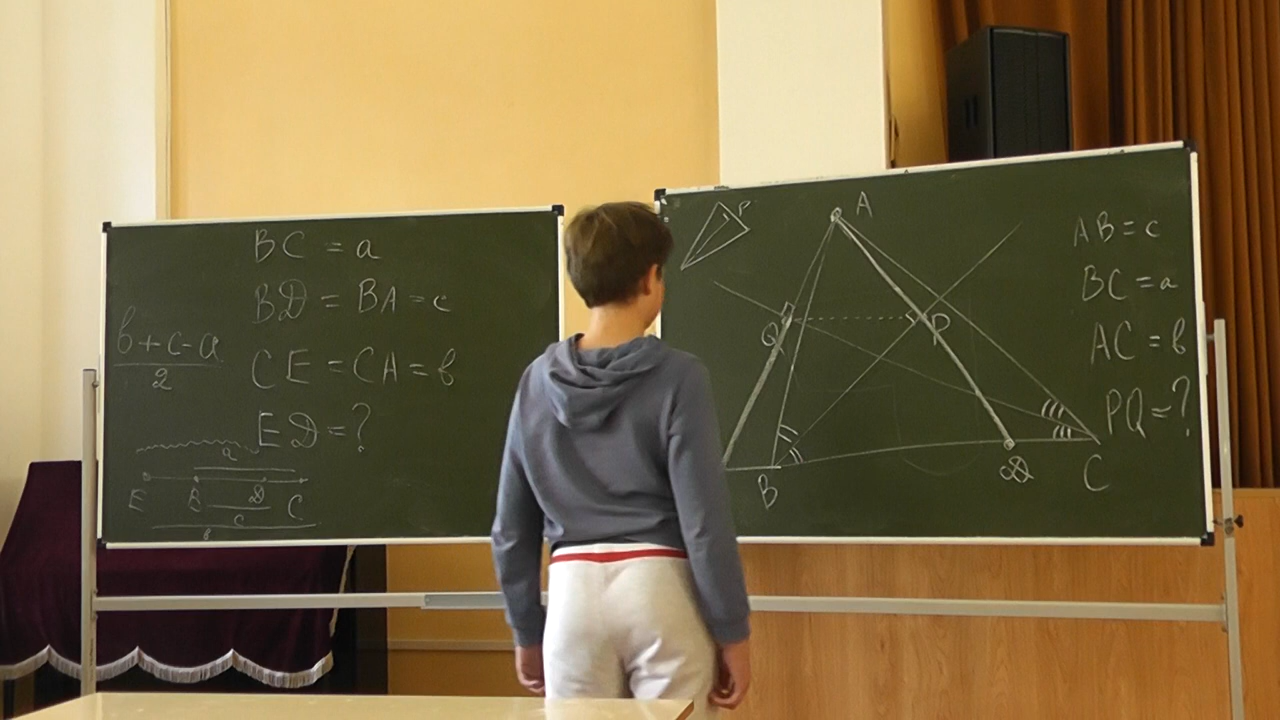 BC = a
BD = BA = c
b+c-a
2
CE = CA = b
ED = ?
a
E B D C
c
b
P
A
Q
P
B
D
C
AB = c
BC = a
AC = b
PQ = ?